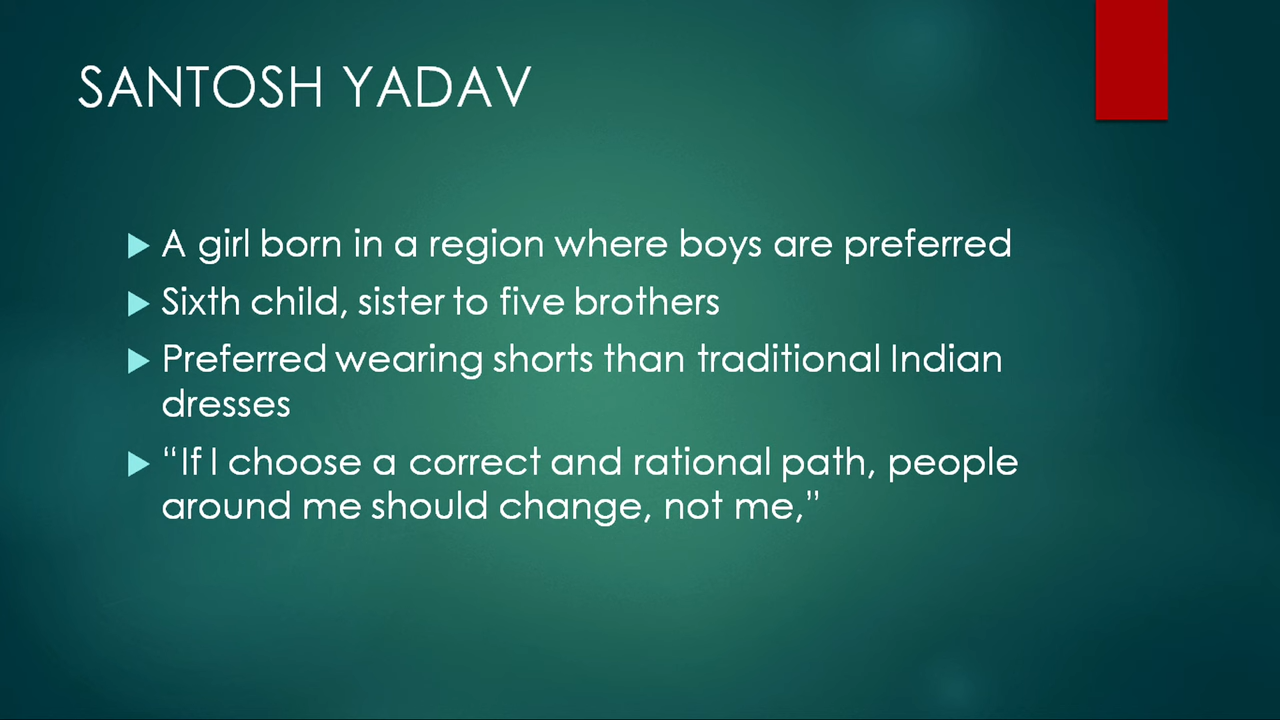 SANTOSH YADAV
A girl born in a region where boys are preferred
Sixth child, sister to five brothers
Preferred wearing shorts than traditional Indian
dresses
“If I choose a correct and rational path, people
around me should change, not me,”